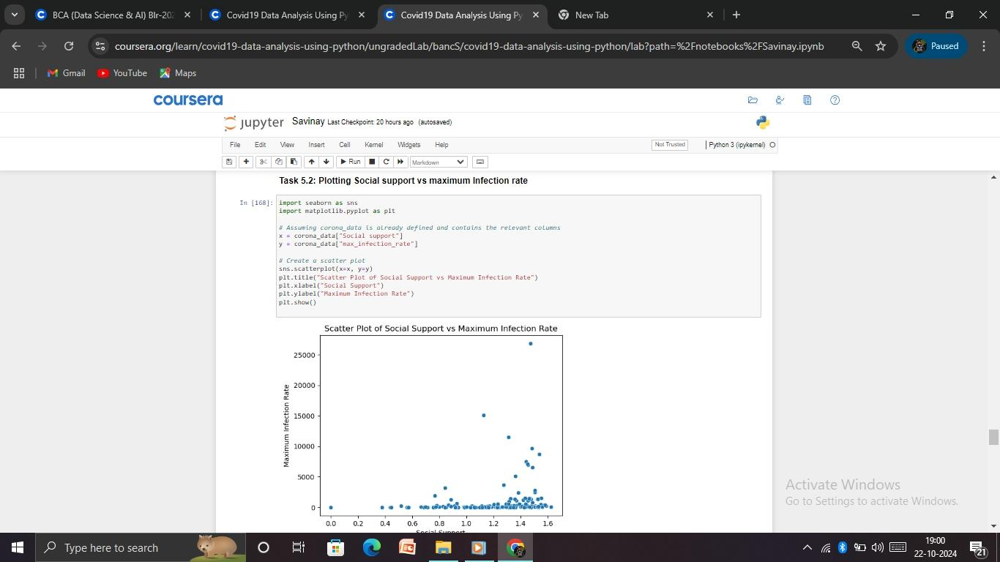 BCA (Data Science & AI) Blr-202
Covid19 Data Analysis Using Py
Covid19 Data Analysis Using Py
New Tab
coursera.org/learn/covid19-data-analysis-using-python/ungradedLab/bancS/covid19-data-analysis-using-python/lab?path=%2Fnotebooks%2FSavinay.ipynb
Paused
Gmail
YouTube
Maps
coursera
jupyter Savinay Last Checkpoint: 20 hours ago (autosaved)
File Edit View Insert Cell Kernel Widgets Help
Not Trusted
Python 3 (ipykernel)
Run
Markdown
Task 5.2: Plotting Social support vs maximum Infection rate
In [168]:
import seaborn as sns
import matplotlib.pyplot as plt
# Assuming corona_data is already defined and contains the relevant columns
x = corona_data["Social support"]
y = corona_data["max_infection_rate"]
# Create a scatter plot
sns.scatterplot(x=x, y=y)
plt.title("Scatter Plot of Social Support vs Maximum Infection Rate")
plt.xlabel("Social Support")
plt.ylabel("Maximum Infection Rate")
plt.show()
Scatter Plot of Social Support vs Maximum Infection Rate
Maximum Infection Rate
25000
20000
15000
10000
5000
0
0.0 0.2 0.4 0.6 0.8 1.0 1.2 1.4 1.6
Social Support
Activate Windows
Go to Settings to activate Windows.
Type here to search
19:00
22-10-2024
21